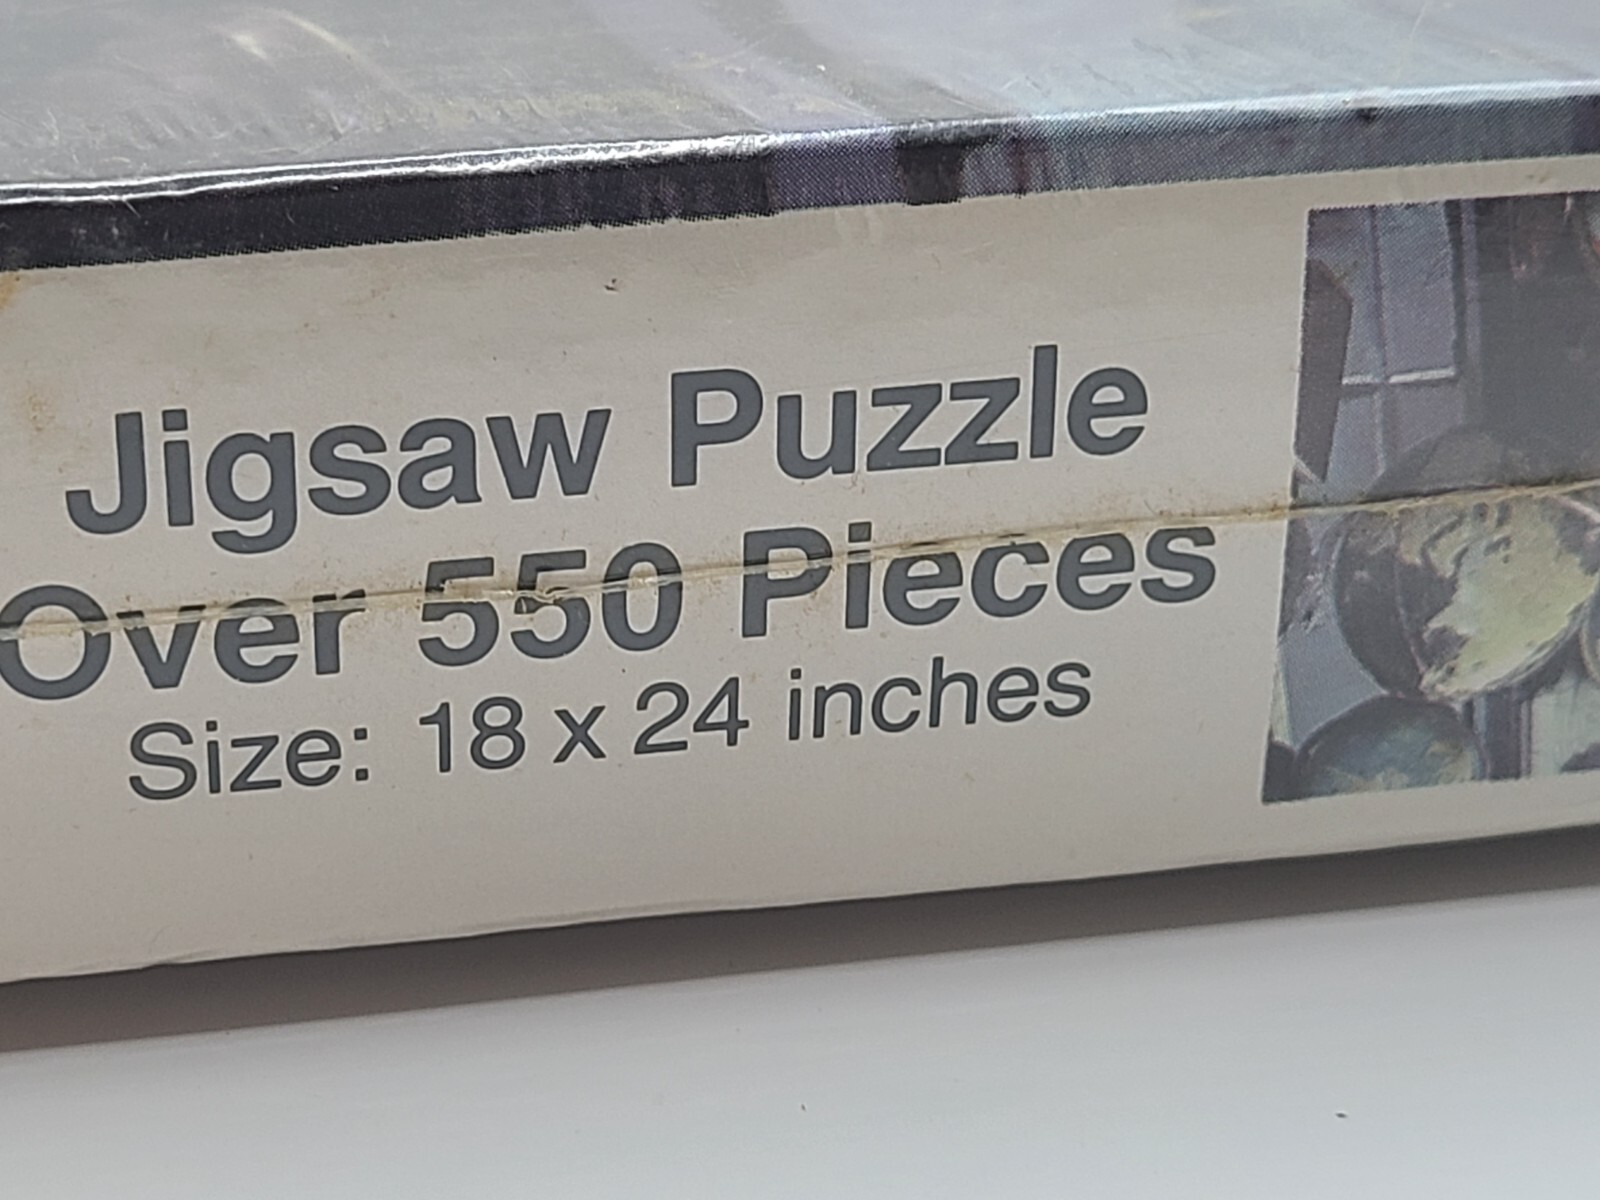 Jigsaw Puzzle
Over 550 Pieces
Size: 18 x 24 inches